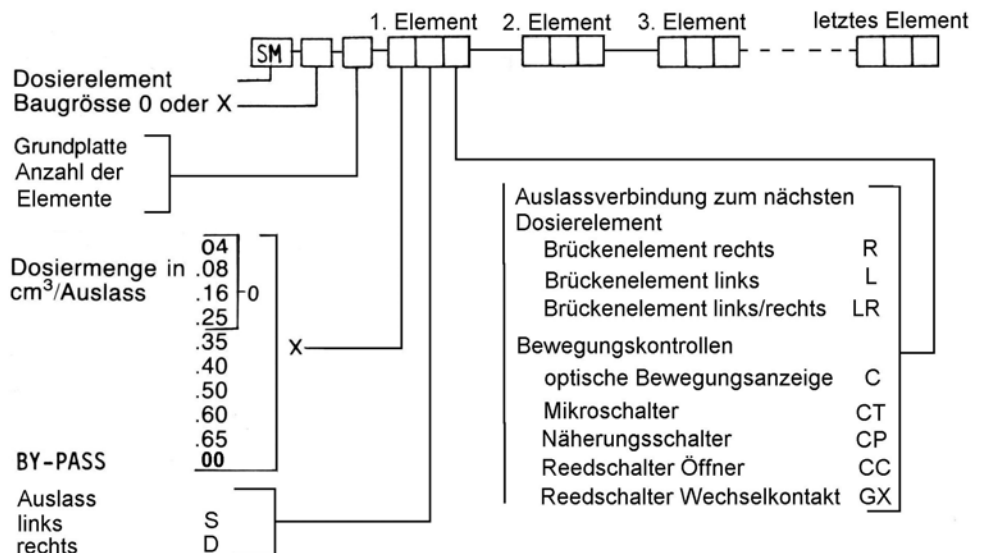 1. Element 2. Element 3. Element letztes Element
SM
Dosierelement
Baugrösse 0 oder X
Grundplatte
Anzahl der
Elemente
Dosiermenge in
cm³/Auslass
04
.08
.16
.25
0
.35
.40
.50
.60
.65
00
X
BY-PASS
Auslass
links S
rechts D
Auslassverbindung zum nächsten
Dosierelement
Brückenelement rechts R
Brückenelement links L
Brückenelement links/rechts LR
Bewegungskontrollen
optische Bewegungsanzeige C
Mikroschalter CT
Näherungsschalter CP
Reedschalter Öffner CC
Reedschalter Wechselkontakt GX